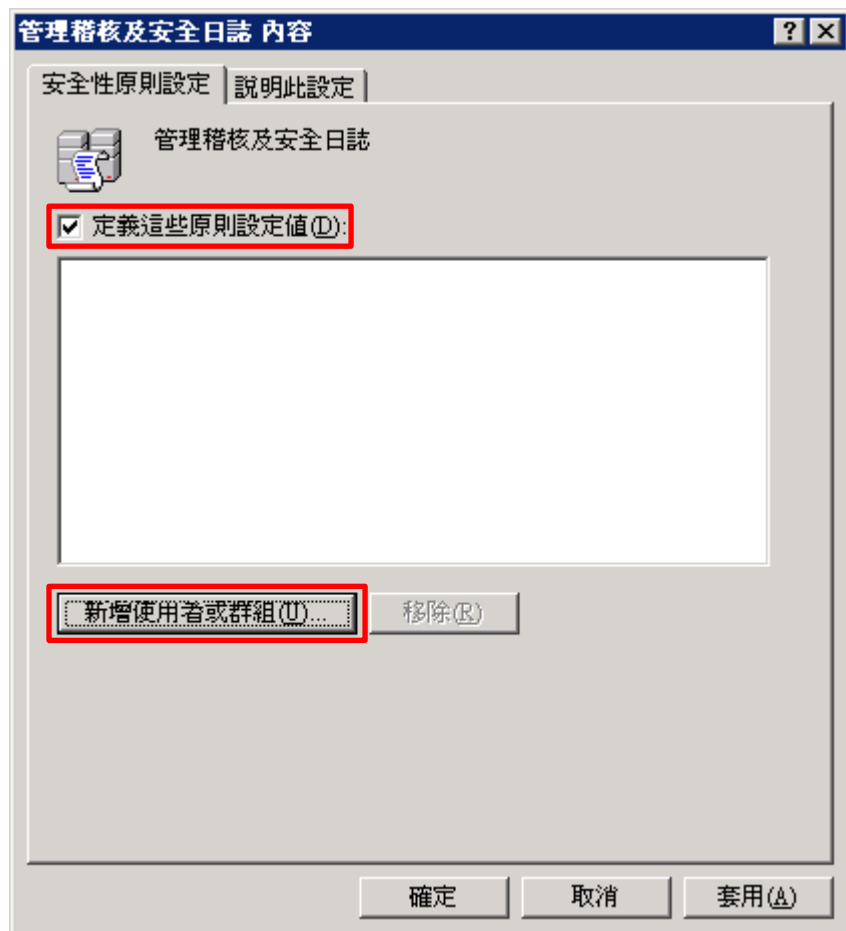 管理稽核及安全日誌 內容
安全性原則設定 說明此設定
管理稽核及安全日誌
定義這些原則設定值(D):
新增使用者或群組(U)... 移除(R)
確定 取消 套用(A)